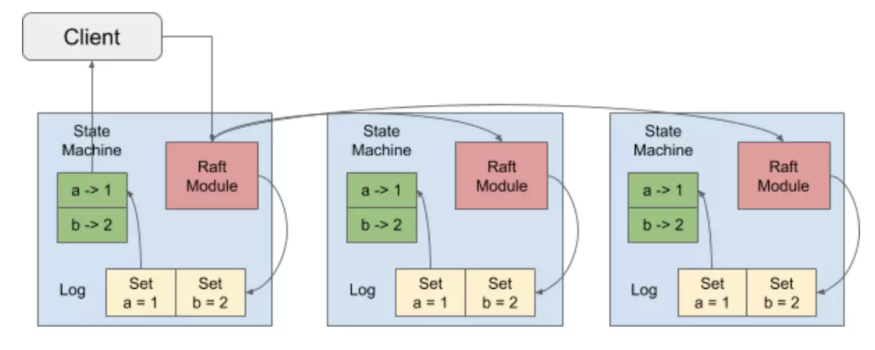 Client
State
Machine
Raft
Module
a -> 1
b -> 2
Log
Set
a = 1
Set
b = 2
State
Machine
Raft
Module
a -> 1
b -> 2
Log
Set
a = 1
Set
b = 2
State
Machine
Raft
Module
a -> 1
b -> 2
Log
Set
a = 1
Set
b = 2